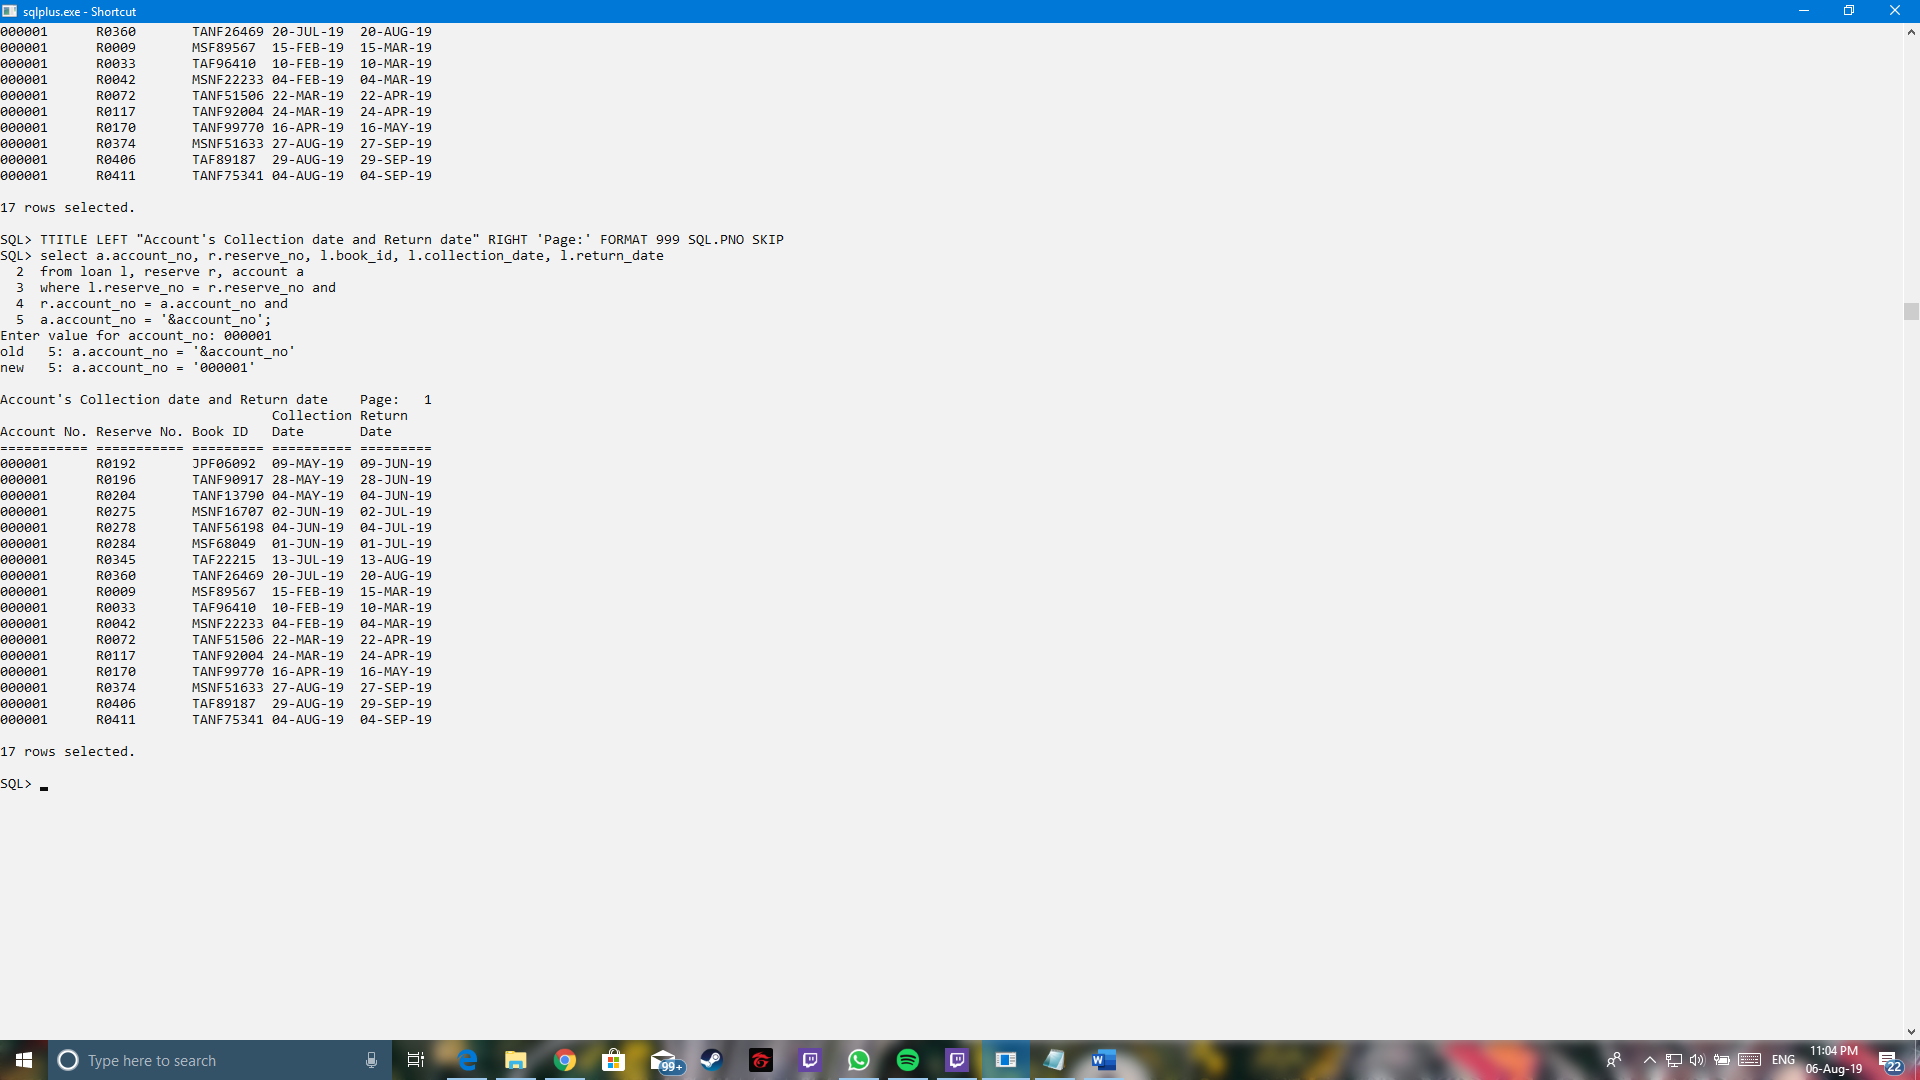 sqlplus.exe - Shortcut
000001      R0360       TANF26469 20-JUL-19  20-AUG-19
000001      R0009       MSF89567  15-FEB-19  15-MAR-19
000001      R0033       TAF96410  10-FEB-19  10-MAR-19
000001      R0042       MSNF22233 04-FEB-19  04-MAR-19
000001      R0072       TANF51506 22-MAR-19  22-APR-19
000001      R0117       TANF92004 24-MAR-19  24-APR-19
000001      R0170       TANF99770 16-APR-19  16-MAY-19
000001      R0374       MSNF51633 27-AUG-19  27-SEP-19
000001      R0406       TAF89187  29-AUG-19  29-SEP-19
000001      R0411       TANF75341 04-AUG-19  04-SEP-19
17 rows selected.
SQL> TTITLE LEFT "Account's Collection date and Return date" RIGHT 'Page:' FORMAT 999 SQL.PNO SKIP
SQL> select a.account_no, r.reserve_no, l.book_id, l.collection_date, l.return_date
  2  from loan l, reserve r, account a
  3  where l.reserve_no = r.reserve_no and
  4  r.account_no = a.account_no and
  5  a.account_no = '&account_no';
Enter value for account_no: 000001
old   5: a.account_no = '&account_no'
new   5: a.account_no = '000001'
Account's Collection date and Return date    Page:   1
                                  Collection Return
Account No. Reserve No. Book ID   Date       Date
=========== =========== ========= ========== =========
000001      R0192       JPF06092  09-MAY-19  09-JUN-19
000001      R0196       TANF90917 28-MAY-19  28-JUN-19
000001      R0204       TANF13790 04-MAY-19  04-JUN-19
000001      R0275       MSNF16707 02-JUN-19  02-JUL-19
000001      R0278       TANF56198 04-JUN-19  04-JUL-19
000001      R0284       MSF68049  01-JUN-19  01-JUL-19
000001      R0345       TAF22215  13-JUL-19  13-AUG-19
000001      R0360       TANF26469 20-JUL-19  20-AUG-19
000001      R0009       MSF89567  15-FEB-19  15-MAR-19
000001      R0033       TAF96410  10-FEB-19  10-MAR-19
000001      R0042       MSNF22233 04-FEB-19  04-MAR-19
000001      R0072       TANF51506 22-MAR-19  22-APR-19
000001      R0117       TANF92004 24-MAR-19  24-APR-19
000001      R0170       TANF99770 16-APR-19  16-MAY-19
000001      R0374       MSNF51633 27-AUG-19  27-SEP-19
000001      R0406       TAF89187  29-AUG-19  29-SEP-19
000001      R0411       TANF75341 04-AUG-19  04-SEP-19
17 rows selected.
SQL>
Type here to search
99+
ENG
11:04 PM
06-Aug-19
22